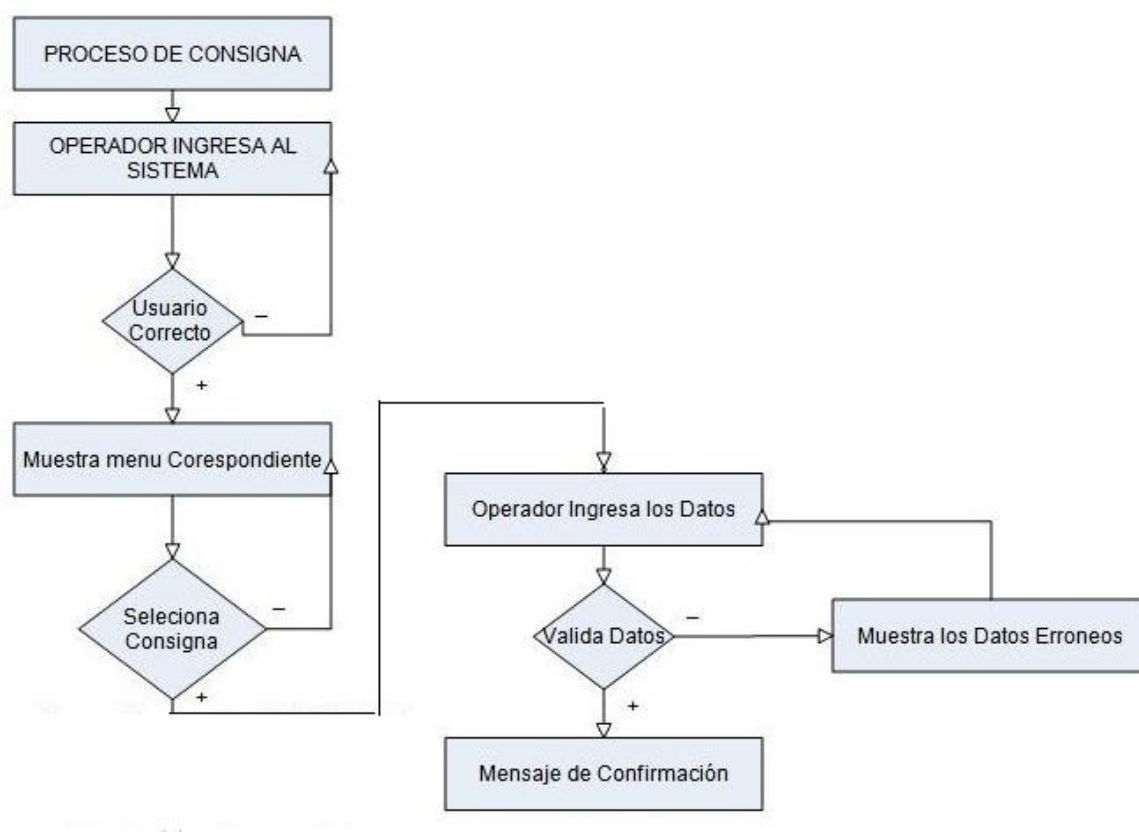 PROCESO DE CONSIGNA
OPERADOR INGRESA AL
SISTEMA
Usuario
Correcto
–
+
Muestra menu Corespondiente
Seleciona
Consigna
–
+
Operador Ingresa los Datos
Valida Datos
–
Muestra los Datos Erroneos
+
Mensaje de Confirmación